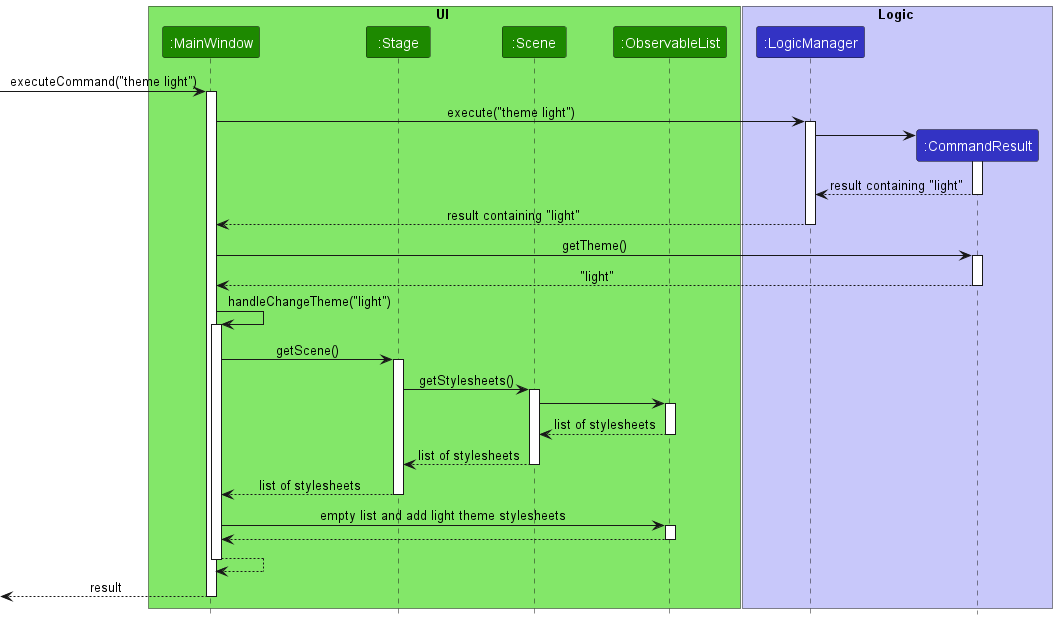 UI
Logic
:MainWindow
:Stage
:Scene
:ObservableList
:LogicManager
executeCommand("theme light")
execute("theme light")
:CommandResult
result containing "light"
result containing "light"
getTheme()
"light"
handleChangeTheme("light")
getScene()
getStylesheets()
list of stylesheets
list of stylesheets
list of stylesheets
empty list and add light theme stylesheets
result